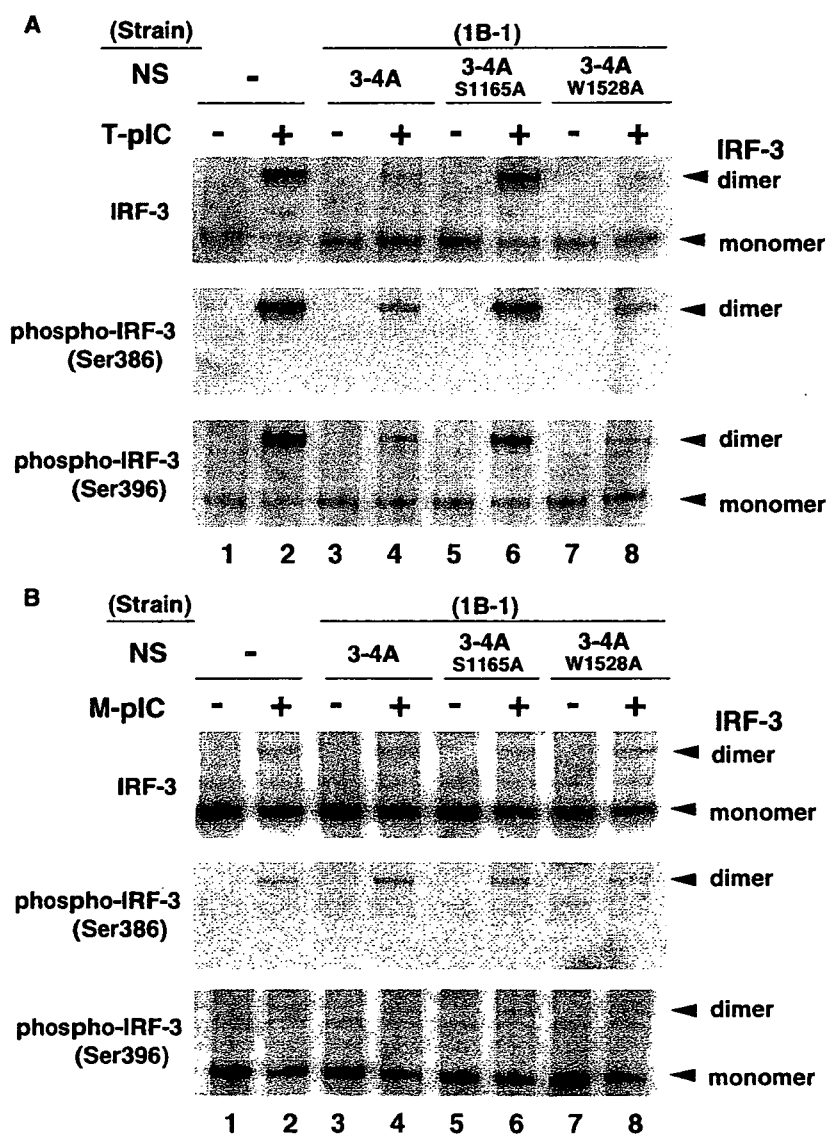 A
(Strain) (1B-1)
NS - 3-4A 3-4A S1165A 3-4A W1528A
T-pIC - + - + - + - +
IRF-3
dimer
IRF-3
monomer
phospho-IRF-3 (Ser386)
dimer
phospho-IRF-3 (Ser396)
dimer
monomer
1 2 3 4 5 6 7 8
B
(Strain) (1B-1)
NS - 3-4A 3-4A S1165A 3-4A W1528A
M-pIC - + - + - + - +
IRF-3
dimer
IRF-3
monomer
phospho-IRF-3 (Ser386)
dimer
phospho-IRF-3 (Ser396)
dimer
monomer
1 2 3 4 5 6 7 8